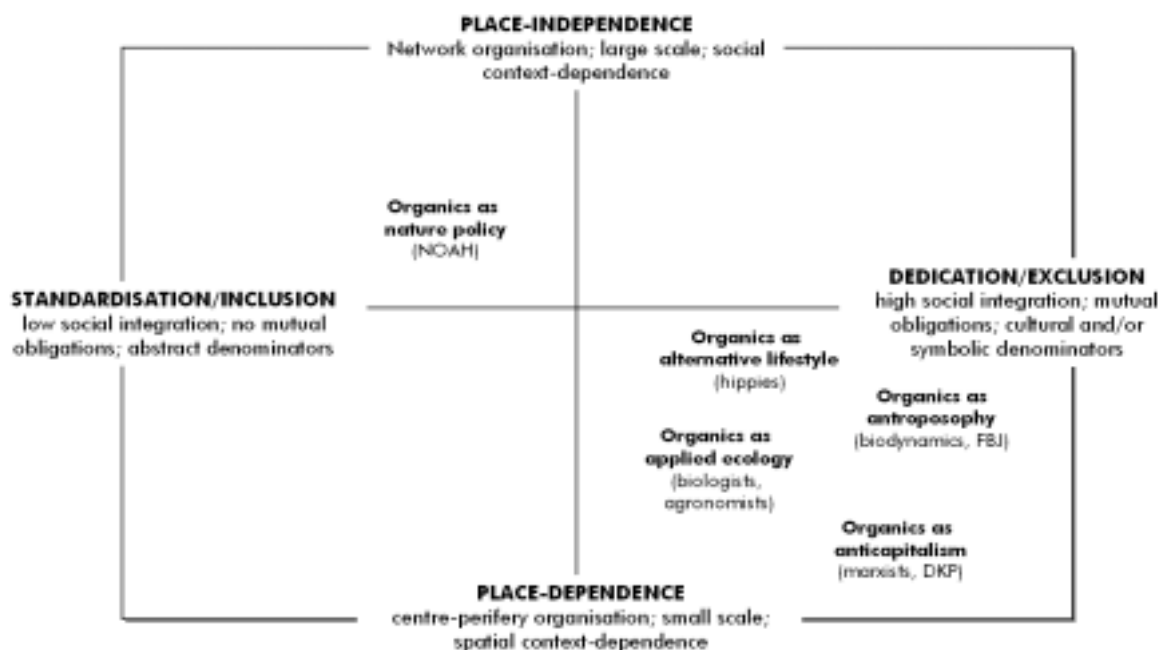 PLACE-INDEPENDENCE
Network organisation; large scale; social
context-dependence
Organics as
nature policy
(NOAH)
STANDARDISATION/INCLUSION
low social integration; no mutual
obligations; abstract denominators
DEDICATION/EXCLUSION
high social integration; mutual
obligations; cultural and/or
symbolic denominators
Organics as
alternative lifestyle
(hippies)
Organics as
antroposophy
(biodynamics, FBJ)
Organics as
applied ecology
(biologists,
agronomists)
Organics as
anticapitalism
(marxists, DKP)
PLACE-DEPENDENCE
centre-perifery organisation; small scale;
spatial context-dependence